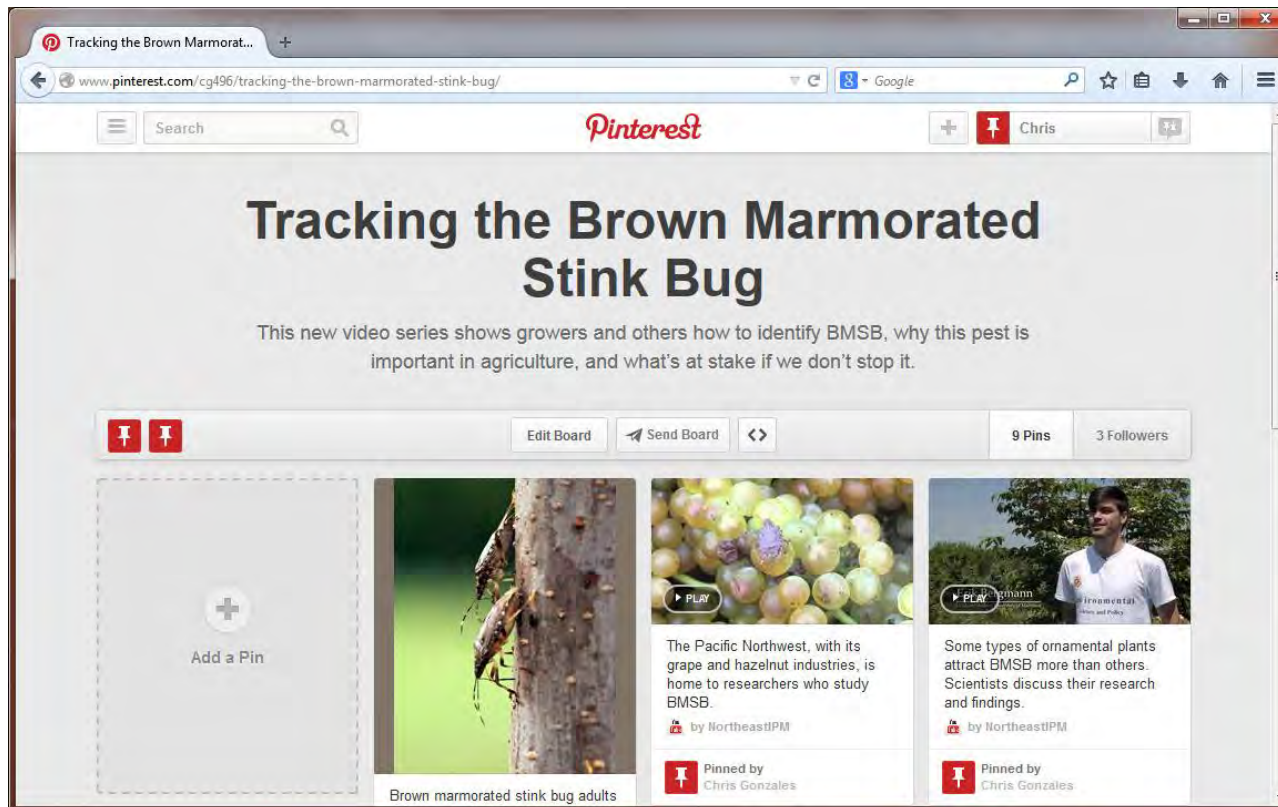 Tracking the Brown Marmorat...
www.pinterest.com/cg496/tracking-the-brown-marmorated-stink-bug/
Google
Search
Pinterest
Chris
Tracking the Brown Marmorated
Stink Bug
This new video series shows growers and others how to identify BMSB, why this pest is
important in agriculture, and what's at stake if we don't stop it.
Edit Board
Send Board
9 Pins
3 Followers
Add a Pin
Brown marmorated stink bug adults
PLAY
The Pacific Northwest, with its
grape and hazelnut industries, is
home to researchers who study
BMSB.
by NortheastIPM
Pinned by
Chris Gonzales
PLAY
Bergmann
Some types of ornamental plants
attract BMSB more than others.
Scientists discuss their research
and findings.
by NortheastIPM
Pinned by
Chris Gonzales